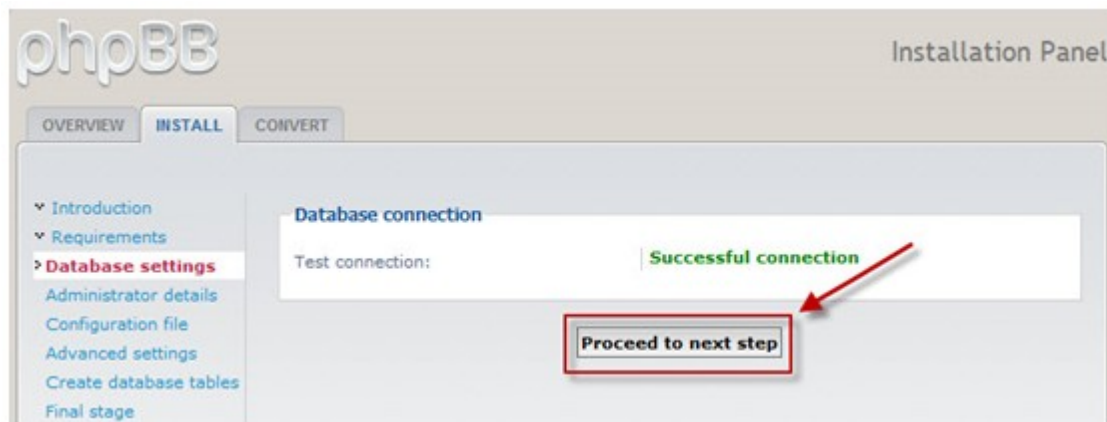 phpBB
Installation Panel
OVERVIEW INSTALL CONVERT
Introduction
Requirements
Database settings
Administrator details
Configuration file
Advanced settings
Create database tables
Final stage
Database connection
Test connection: Successful connection
Proceed to next step